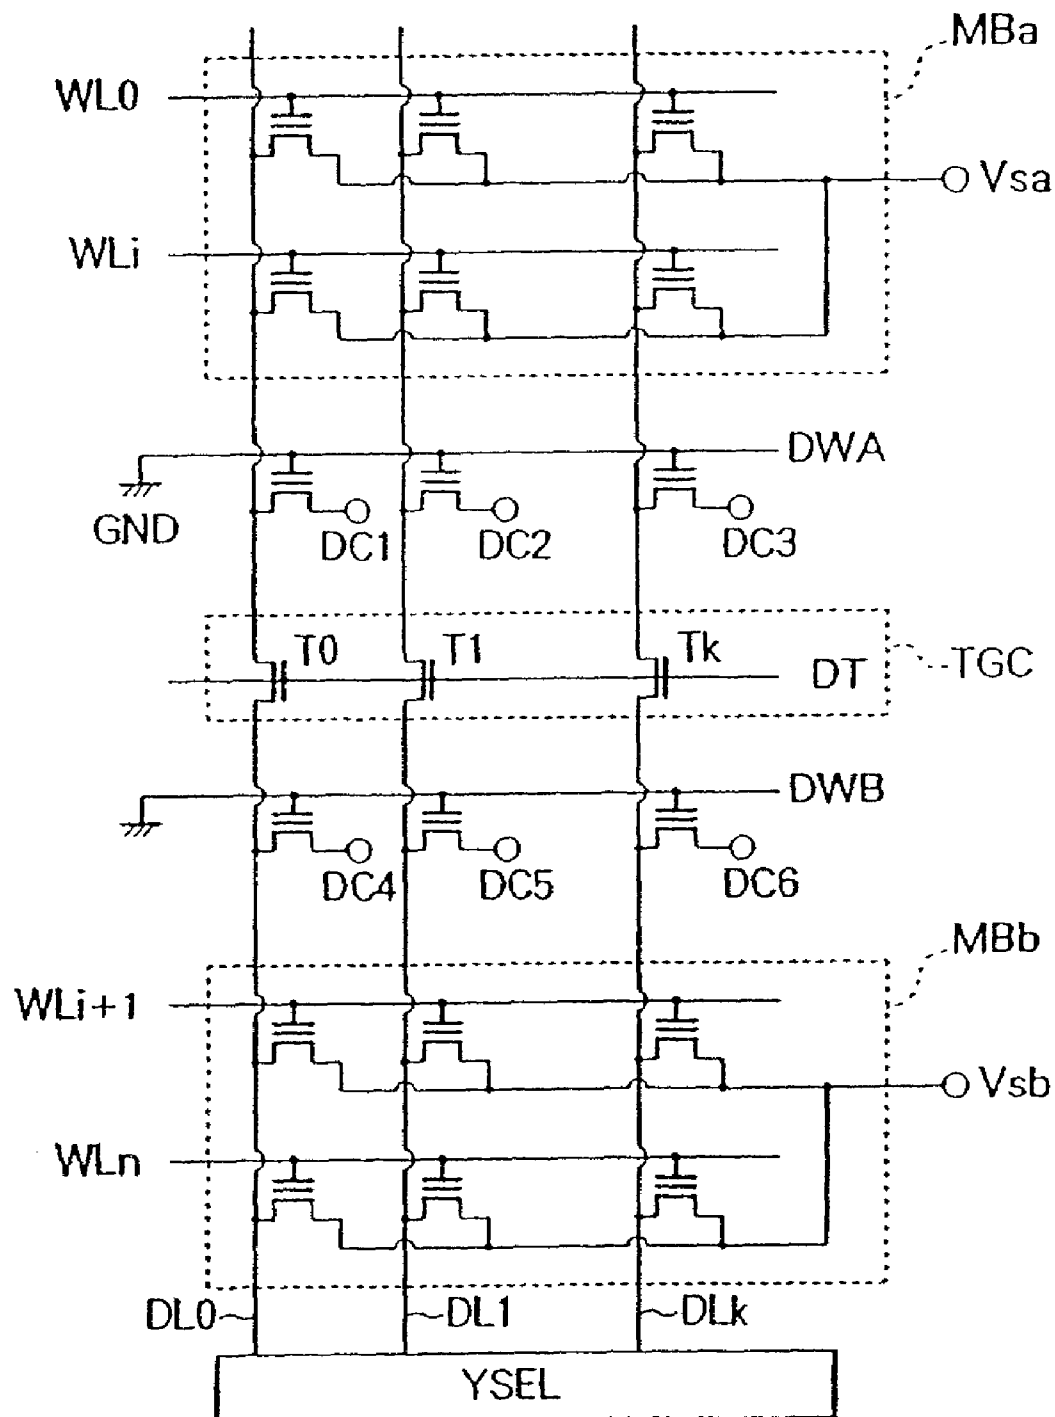 MBa
WL0
Vsa
WLi
DWA
GND
DC1 DC2 DC3
T0 T1 Tk
DT
TGC
DWB
DC4 DC5 DC6
MBb
WLi+1
Vsb
WLn
DL0 DL1 DLk
YSEL